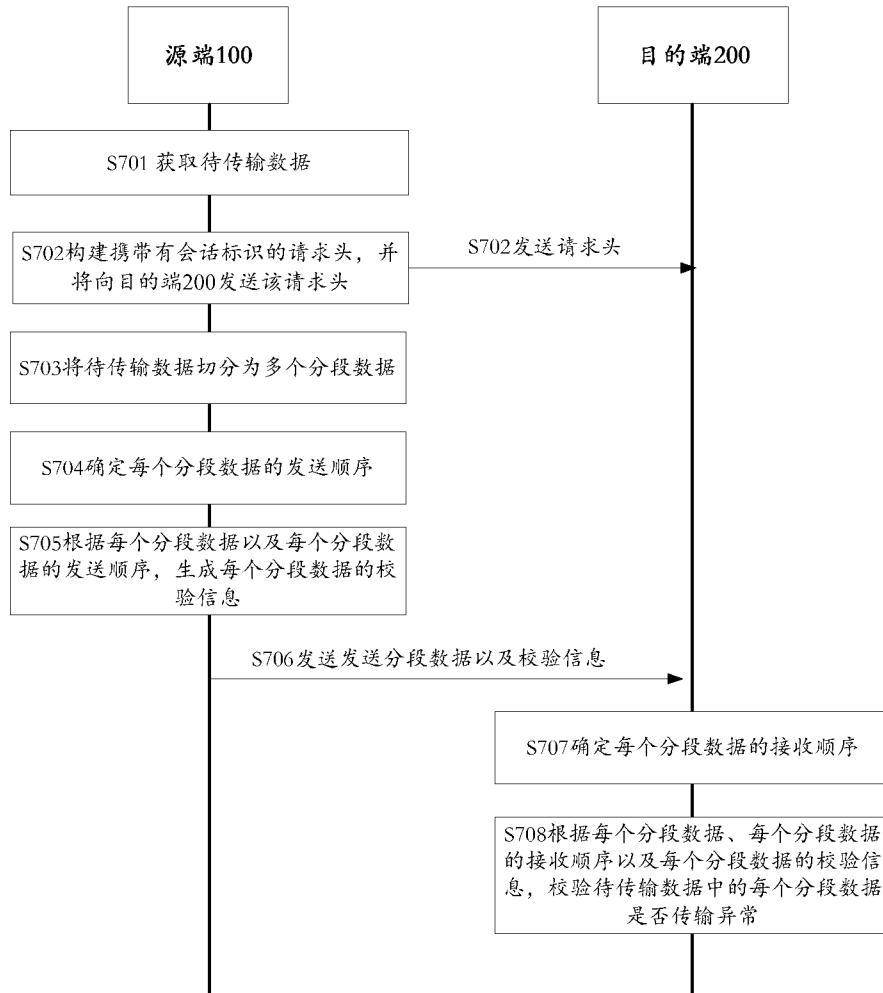 源端100
目的端200
S701 获取待传输数据
S702构建携带有会话标识的请求头，并
将向目的端200发送该请求头
S702发送请求头
S703将待传输数据切分为多个分段数据
S704确定每个分段数据的发送顺序
S705根据每个分段数据以及每个分段数
据的发送顺序，生成每个分段数据的校
验信息
S706发送发送分段数据以及校验信息
S707确定每个分段数据的接收顺序
S708根据每个分段数据、每个分段数据
的接收顺序以及每个分段数据的校验信
息，校验待传输数据中的每个分段数据
是否传输异常